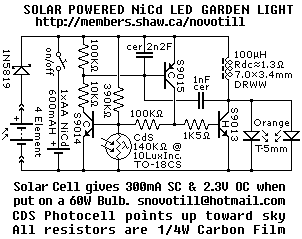 SOLAR POWERED NiCd LED GARDEN LIGHT
http://members.shaw.ca/novotill
1N5819
on/off
1xAA NiCd
600mAH
4 Element
100KΩ
10KΩ
390KΩ
cer 2n2F
S9015
1nF
cer
100µH
Rdc≈1.3Ω
7.0×3.4mm
DRWW
S9014
100KΩ
CdS
140KΩ @
10LuxInc.
TO-18CS
1K5Ω
S9013
Orange
T-5mm
Solar Cell gives 300mA SC & 2.3V OC when
put on a 60W Bulb. snovotill@hotmail.com
CDS Photocell points up toward sky
All resistors are 1/4W Carbon Film